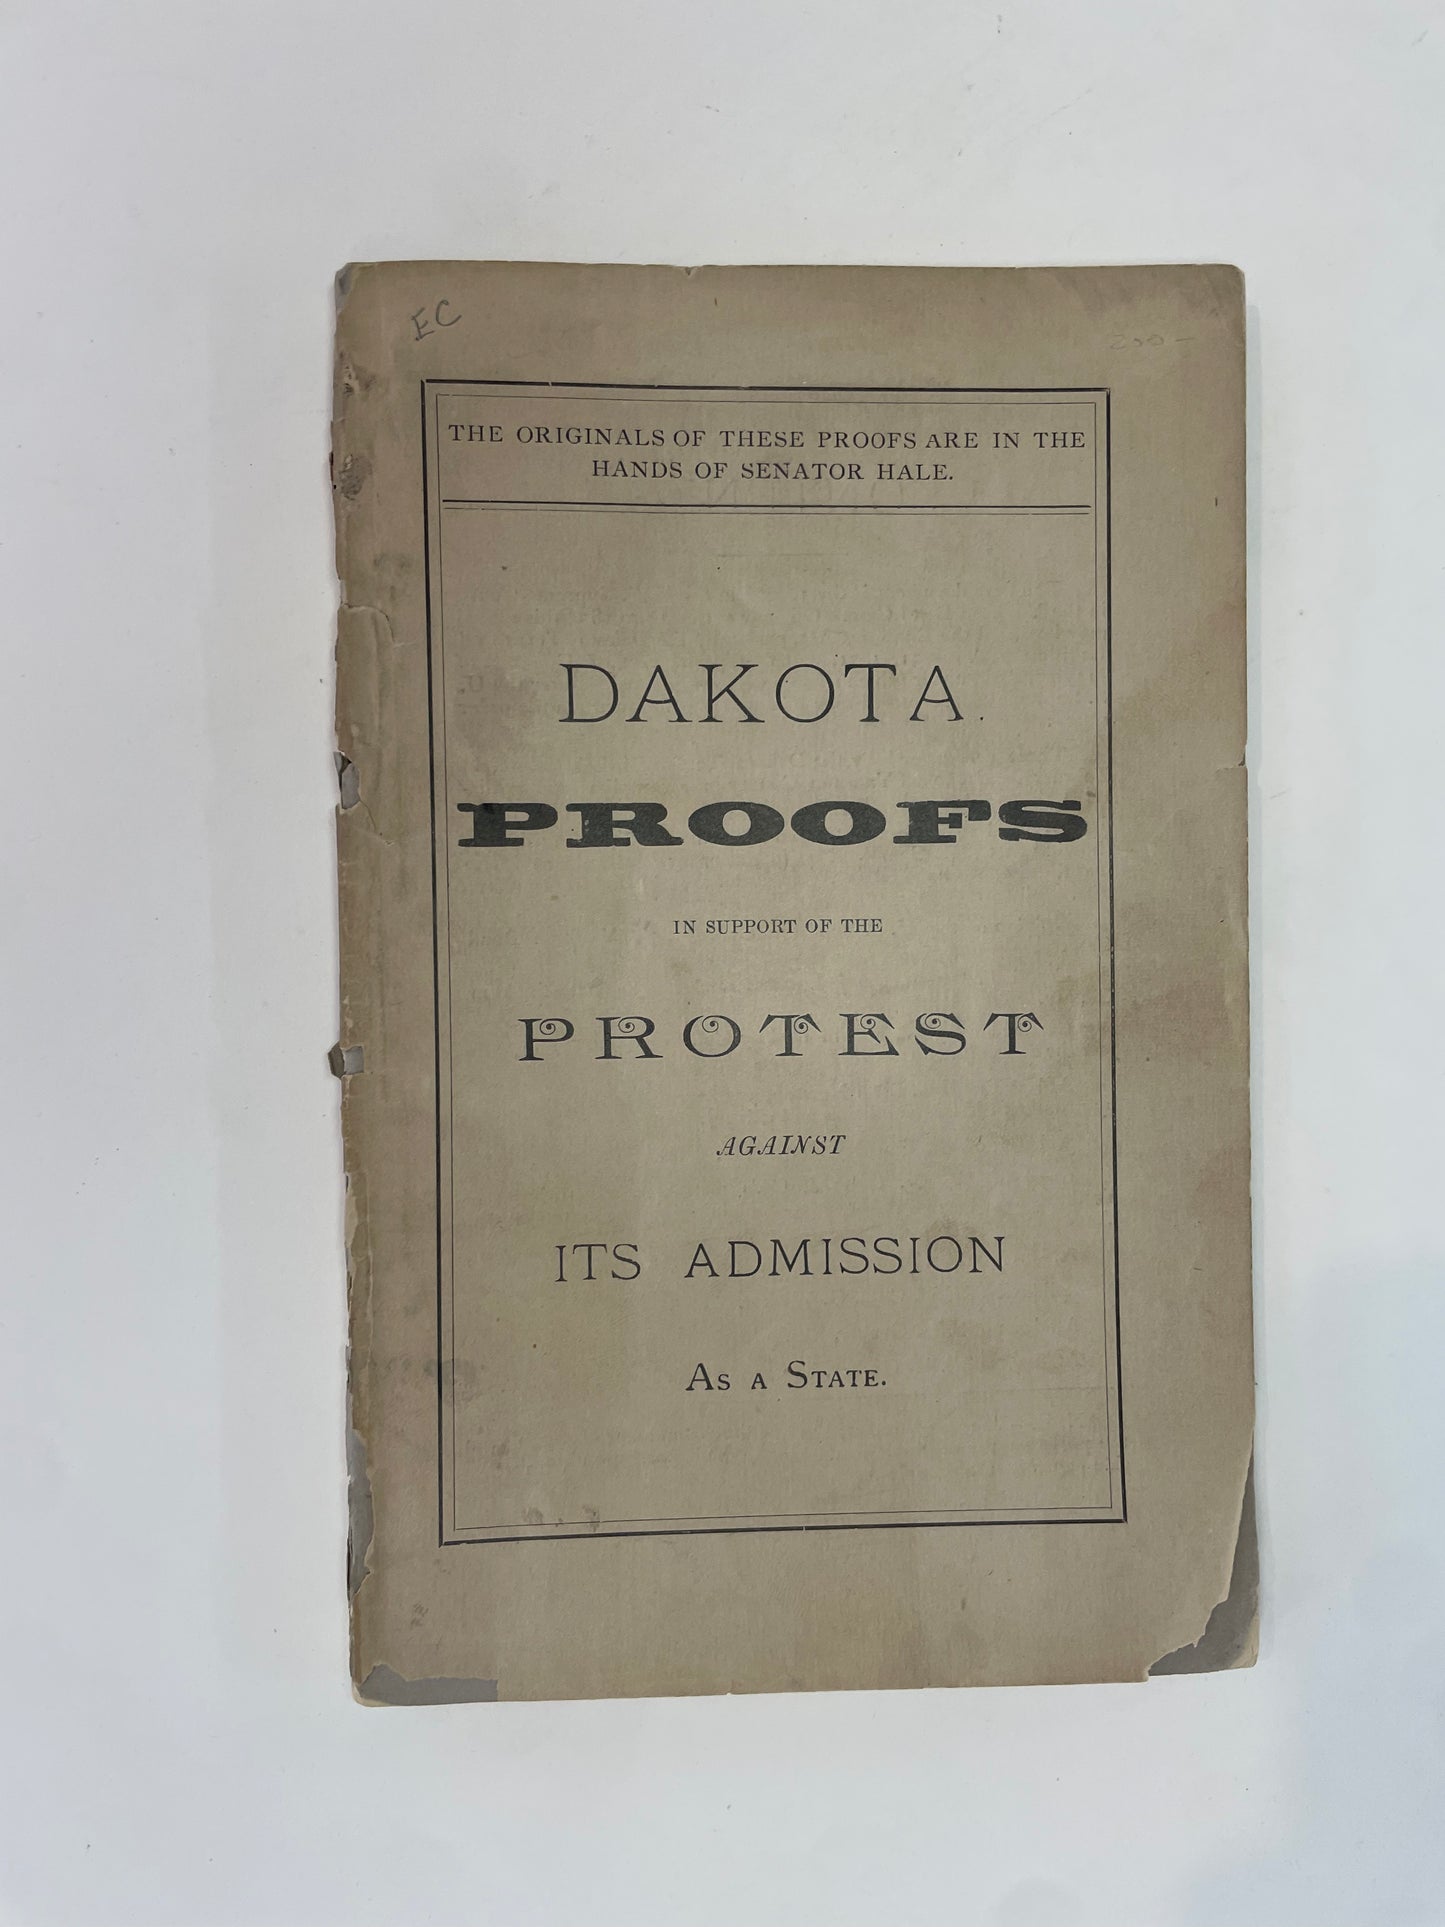 EC
200–
THE ORIGINALS OF THESE PROOFS ARE IN THE
HANDS OF SENATOR HALE.
DAKOTA.
PROOFS
IN SUPPORT OF THE
PROTEST
AGAINST
ITS ADMISSION
AS A STATE.